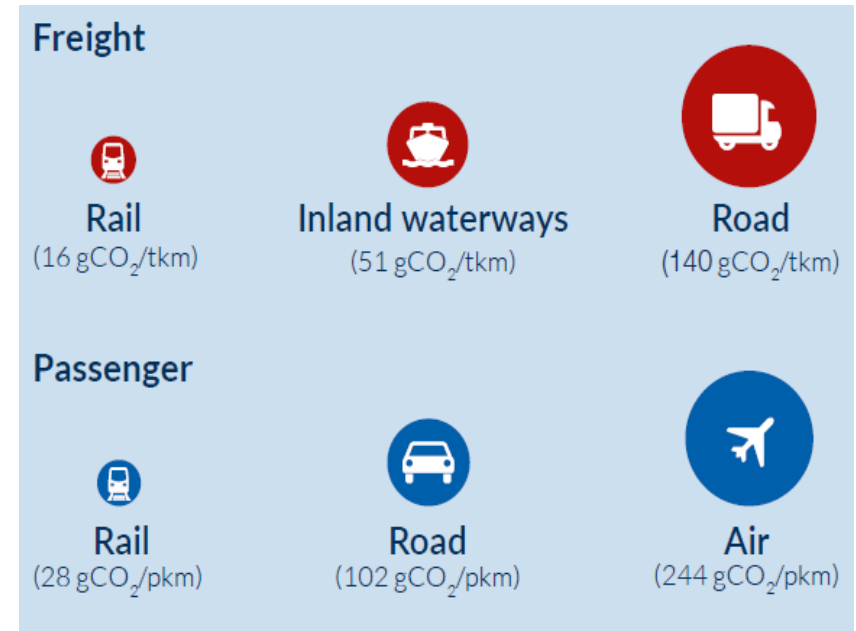 Freight
Rail
Inland waterways
Road
(16 gCO₂/tkm)
(51 gCO₂/tkm)
(140 gCO₂/tkm)
Passenger
Rail
Road
Air
(28 gCO₂/pkm)
(102 gCO₂/pkm)
(244 gCO₂/pkm)